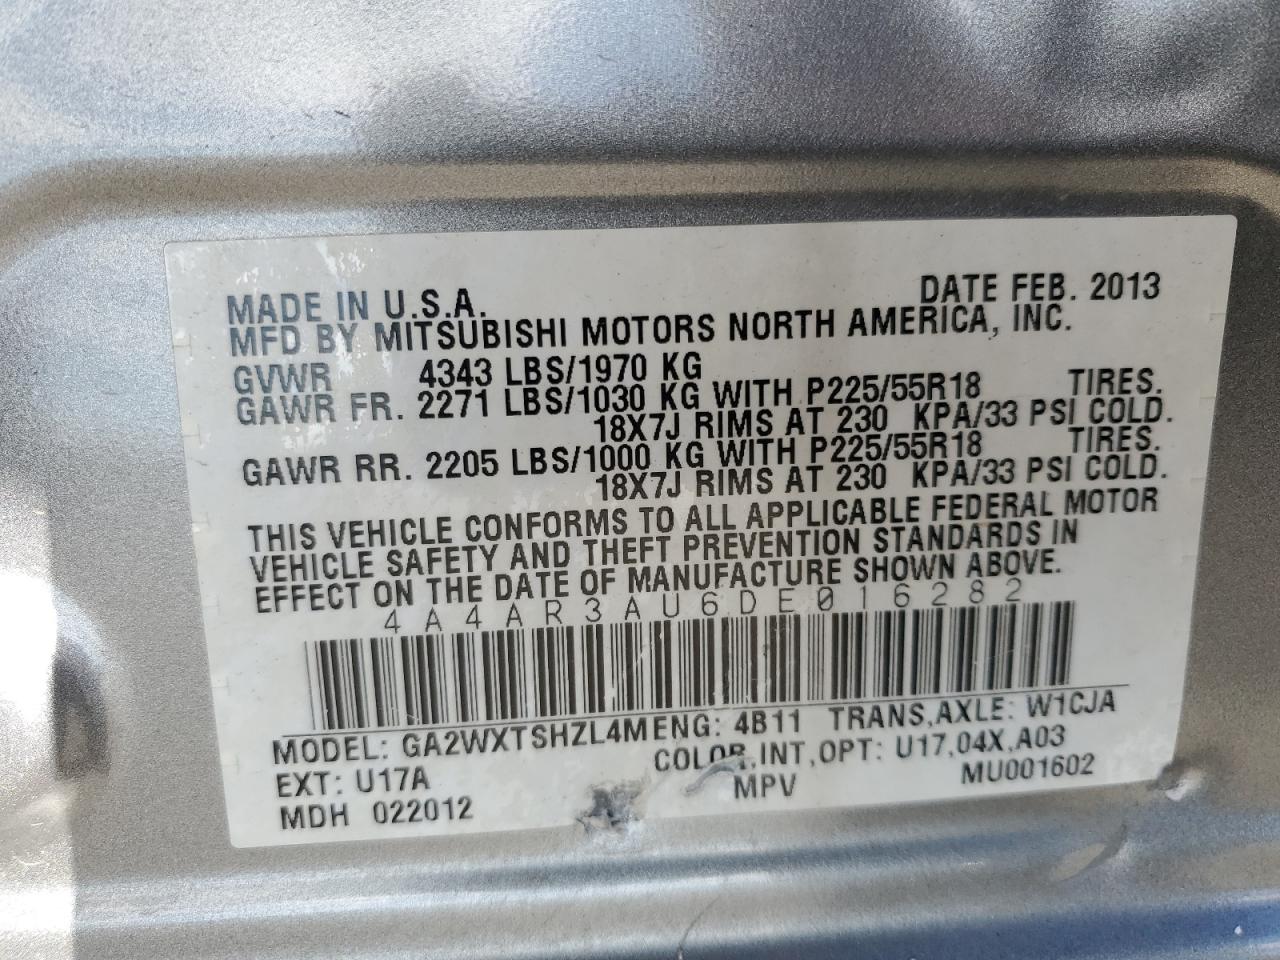 DATE FEB. 2013
MADE IN U.S.A.
MFD BY MITSUBISHI MOTORS NORTH AMERICA, INC.
GVWR 4343 LBS/1970 KG
GAWR FR. 2271 LBS/1030 KG WITH P225/55R18 TIRES.
18X7J RIMS AT 230 KPA/33 PSI COLD.
GAWR RR. 2205 LBS/1000 KG WITH P225/55R18 TIRES.
18X7J RIMS AT 230 KPA/33 PSI COLD.
THIS VEHICLE CONFORMS TO ALL APPLICABLE FEDERAL MOTOR
VEHICLE SAFETY AND THEFT PREVENTION STANDARDS IN
EFFECT ON THE DATE OF MANUFACTURE SHOWN ABOVE.
4A4AR3AU6DE016282
MODEL: GA2WXTSHZL4M ENG: 4B11 TRANS,AXLE: W1CJA
EXT: U17A COLOR,INT,OPT: U17,04X,A03
MDH 022012 MPV MU001602